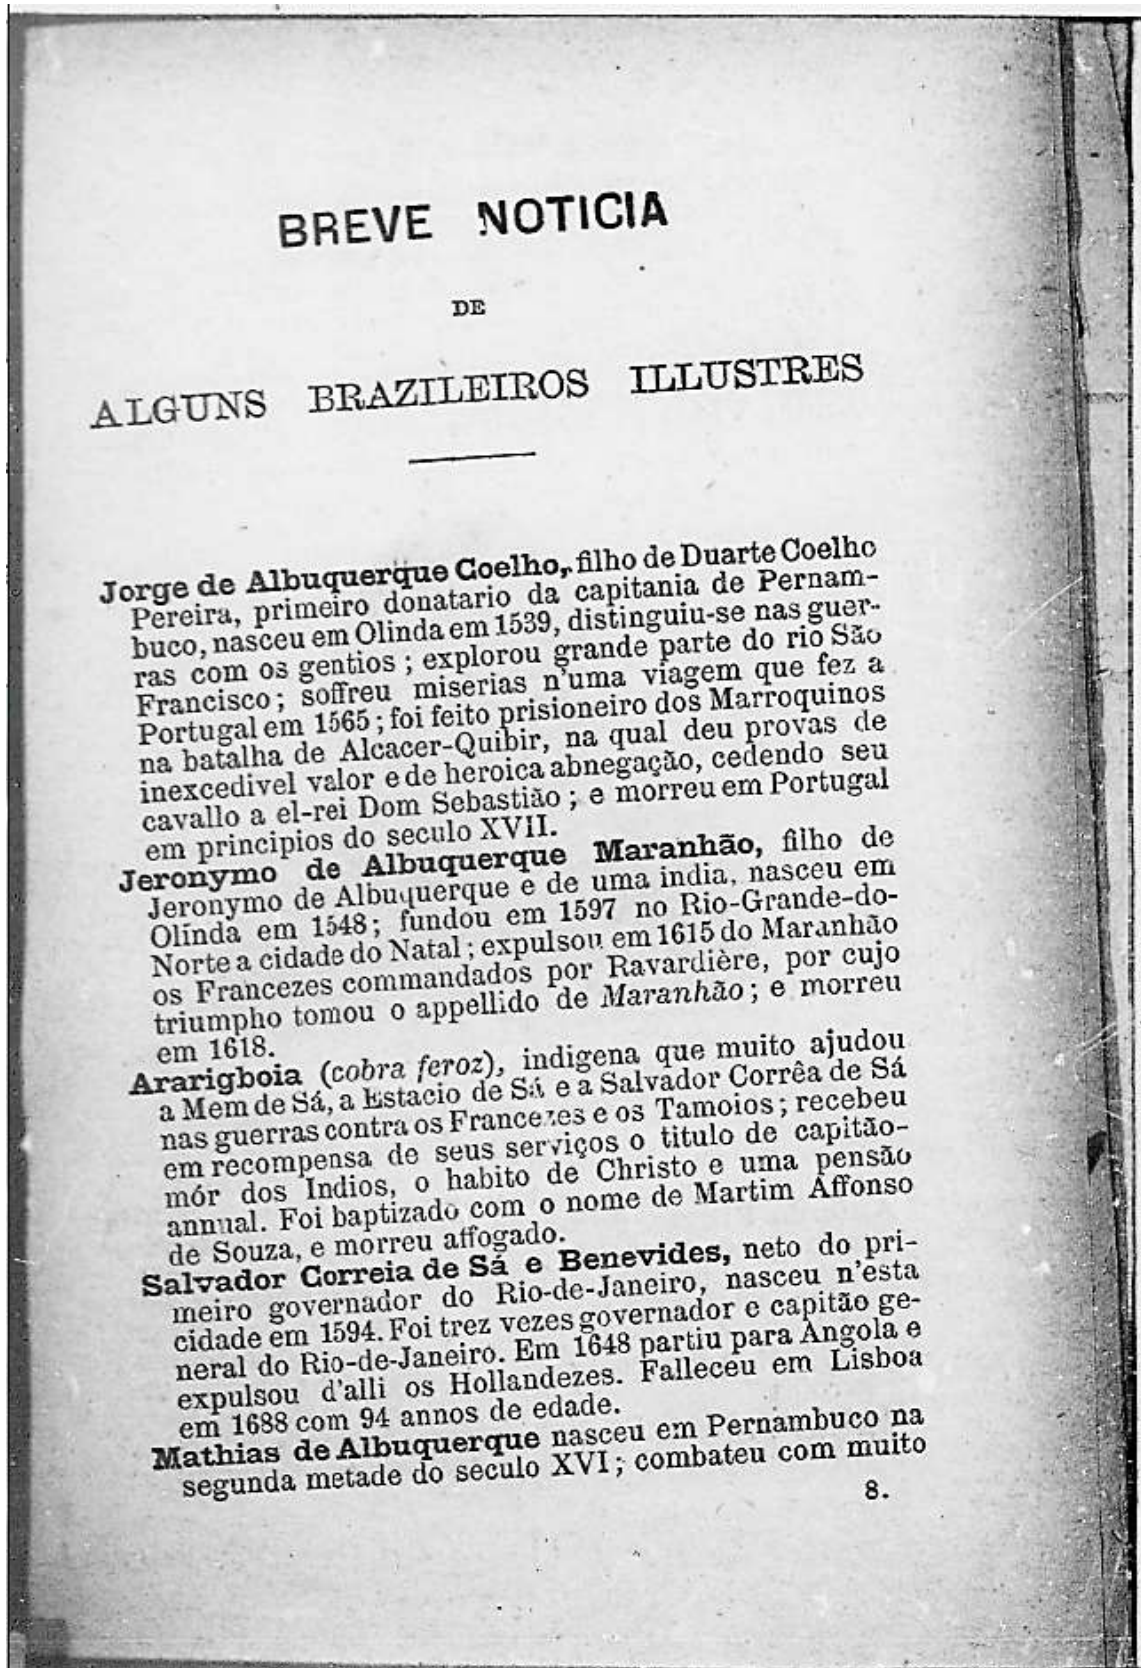 BREVE NOTICIA
DE
ALGUNS BRAZILEIROS ILLUSTRES
Jorge de Albuquerque Coelho, filho de Duarte Coelho
Pereira, primeiro donatario da capitania de Pernam-
buco, nasceu em Olinda em 1539, distinguiu-se nas guer-
ras com os gentios ; explorou grande parte do rio São
Francisco ; soffreu miserias n'uma viagem que fez a
Portugal em 1565 ; foi feito prisioneiro dos Marroquinos
na batalha de Alcacer-Quibir, na qual deu provas de
inexcedivel valor e de heroica abnegação, cedendo seu
cavallo a el-rei Dom Sebastião ; e morreu em Portugal
em principios do seculo XVII.
Jeronymo de Albuquerque Maranhão, filho de
Jeronymo de Albuquerque e de uma india, nasceu em
Olinda em 1548 ; fundou em 1597 no Rio-Grande-do-
Norte a cidade do Natal ; expulsou em 1615 do Maranhão
os Francezes commandados por Ravardière, por cujo
triumpho tomou o appellido de Maranhão ; e morreu
em 1618.
Ararigboia (cobra feroz), indigena que muito ajudou
a Mem de Sá, a Estacio de Sá e a Salvador Corrêa de Sá
nas guerras contra os Francezes e os Tamoios ; recebeu
em recompensa de seus serviços o titulo de capitão-
mór dos Indios, o habito de Christo e uma pensão
annual. Foi baptizado com o nome de Martim Affonso
de Souza, e morreu affogado.
Salvador Correia de Sá e Benevides, neto do pri-
meiro governador do Rio-de-Janeiro, nasceu n'esta
cidade em 1594. Foi trez vezes governador e capitão ge-
neral do Rio-de-Janeiro. Em 1648 partiu para Angola e
expulsou d'alli os Hollandezes. Falleceu em Lisboa
em 1688 com 94 annos de edade.
Mathias de Albuquerque nasceu em Pernambuco na
segunda metade do seculo XVI ; combateu com muito
8.